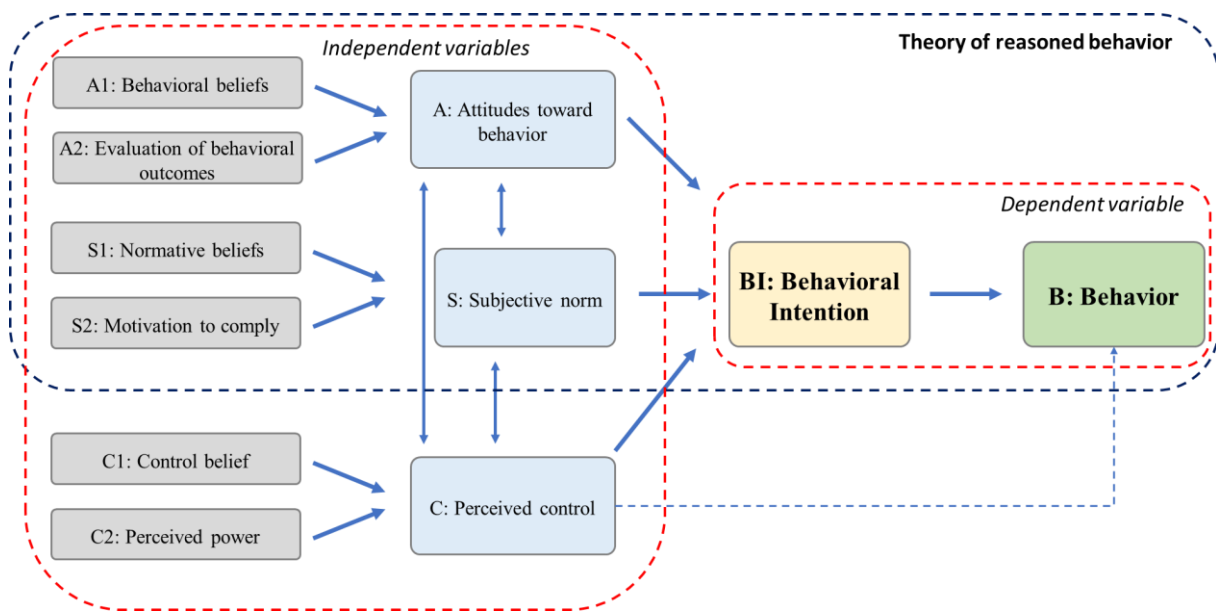 Independent variables
Theory of reasoned behavior
A1: Behavioral beliefs
A2: Evaluation of behavioral
outcomes
A: Attitudes toward
behavior
S1: Normative beliefs
S2: Motivation to comply
S: Subjective norm
Dependent variable
BI: Behavioral
Intention
B: Behavior
C1: Control belief
C2: Perceived power
C: Perceived control